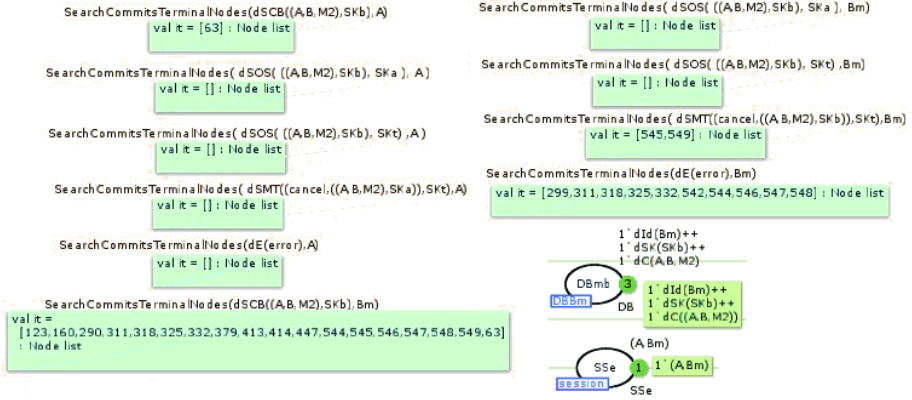 SearchCommitsTerminalNodes(dSCB((A,B,M2),SKb),A)
val it = [63] : Node list
SearchCommitsTerminalNodes( dSOS( ((A,B,M2),SKb), SKa ), A)
val it = [] : Node list
SearchCommitsTerminalNodes( dSOS( ((A,B,M2),SKb), SKt) ,A)
val it = [] : Node list
SearchCommitsTerminalNodes( dSMT((cancel,((A,B,M2),SKa)),SKt),A)
val it = [] : Node list
SearchCommitsTerminalNodes(dE(error),A)
val it = [] : Node list
SearchCommitsTerminalNodes(dSCB((A,B,M2),SKb),Bm)
val it =
[123,160,290,311,318,325,332,379,413,414,447,544,545,546,547,548,549,63]
: Node list
SearchCommitsTerminalNodes( dSOS( ((A,B,M2),SKb), SKa ), Bm)
val it = [] : Node list
SearchCommitsTerminalNodes( dSOS( ((A,B,M2),SKb), SKt) ,Bm)
val it = [] : Node list
SearchCommitsTerminalNodes( dSMT((cancel,((A,B,M2),SKb)),SKt),Bm)
val it = [545,549] : Node list
SearchCommitsTerminalNodes(dE(error),Bm)
val it = [299,311,318,325,332,542,544,546,547,548] : Node list
1`dId(Bm)++
1`dSK(SKb)++
1`dC(A,B,M2)
DBmb
3
DBBm
DB
1`dId(Bm)++
1`dSK(SKb)++
1`dC((A,B,M2))
(A,Bm)
SSe
1
1`(A,Bm)
session
SSe